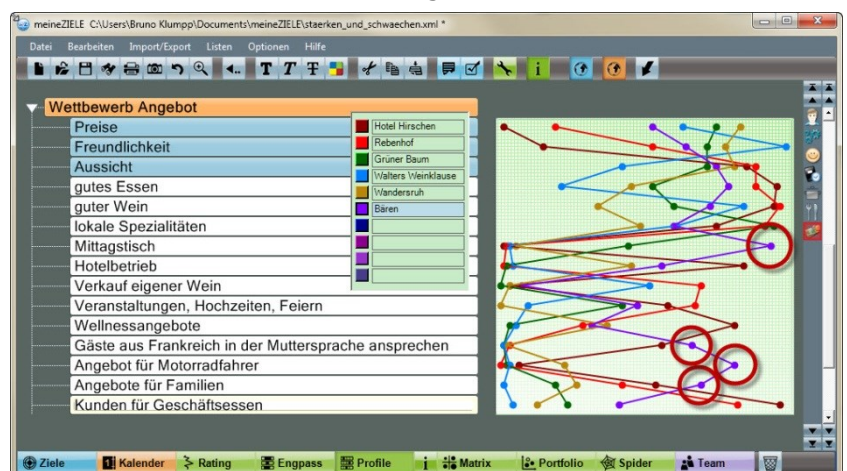 meineZIELE C:\Users\Bruno Klumpp\Documents\meineZIELE\staerken_und_schwaechen.xml *
Datei Bearbeiten Import/Export Listen Optionen Hilfe
T T T i
Wettbewerb Angebot
Preise
Freundlichkeit
Aussicht
gutes Essen
guter Wein
lokale Spezialitäten
Mittagstisch
Hotelbetrieb
Verkauf eigener Wein
Veranstaltungen, Hochzeiten, Feiern
Wellnessangebote
Gäste aus Frankreich in der Muttersprache ansprechen
Angebot für Motorradfahrer
Angebote für Familien
Kunden für Geschäftsessen
Hotel Hirschen
Rebenhof
Grüner Baum
Walters Weinklause
Wandersruh
Bären
Ziele Kalender Rating Engpass Profile i Matrix Portfolio Spider Team